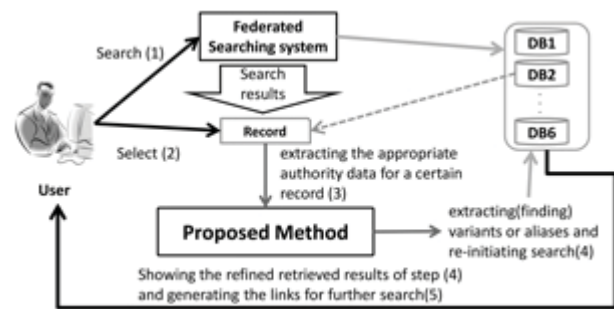 Federated
Searching system
Search (1)
Search
results
Record
Select (2)
DB1
DB2
DB6
extracting the appropriate
authority data for a certain
record (3)
User
Proposed Method
extracting(finding)
variants or aliases and
re-initiating search(4)
Showing the refined retrieved results of step (4)
and generating the links for further search(5)